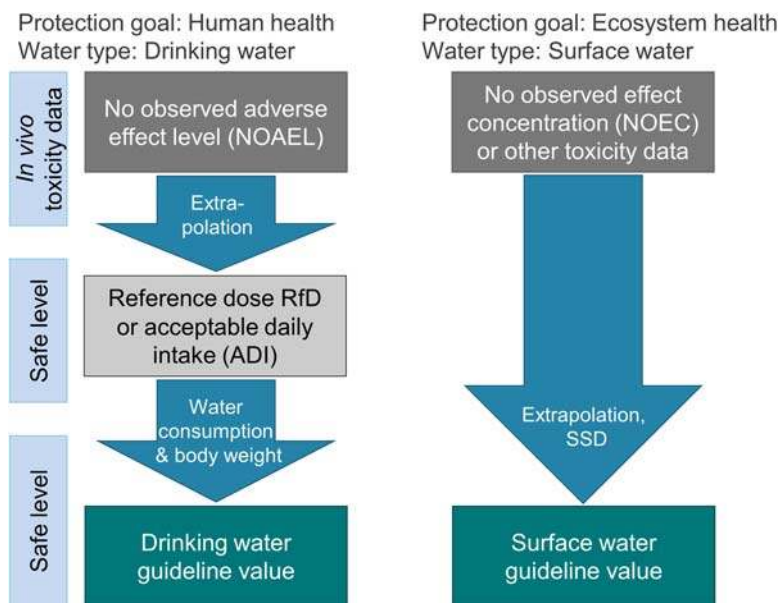 Protection goal: Human health
Water type: Drinking water
In vivo
toxicity data
No observed adverse
effect level (NOAEL)
Extra-
polation
Safe level
Reference dose RfD
or acceptable daily
intake (ADI)
Water
consumption
& body weight
Safe level
Drinking water
guideline value
Protection goal: Ecosystem health
Water type: Surface water
No observed effect
concentration (NOEC)
or other toxicity data
Extrapolation,
SSD
Surface water
guideline value